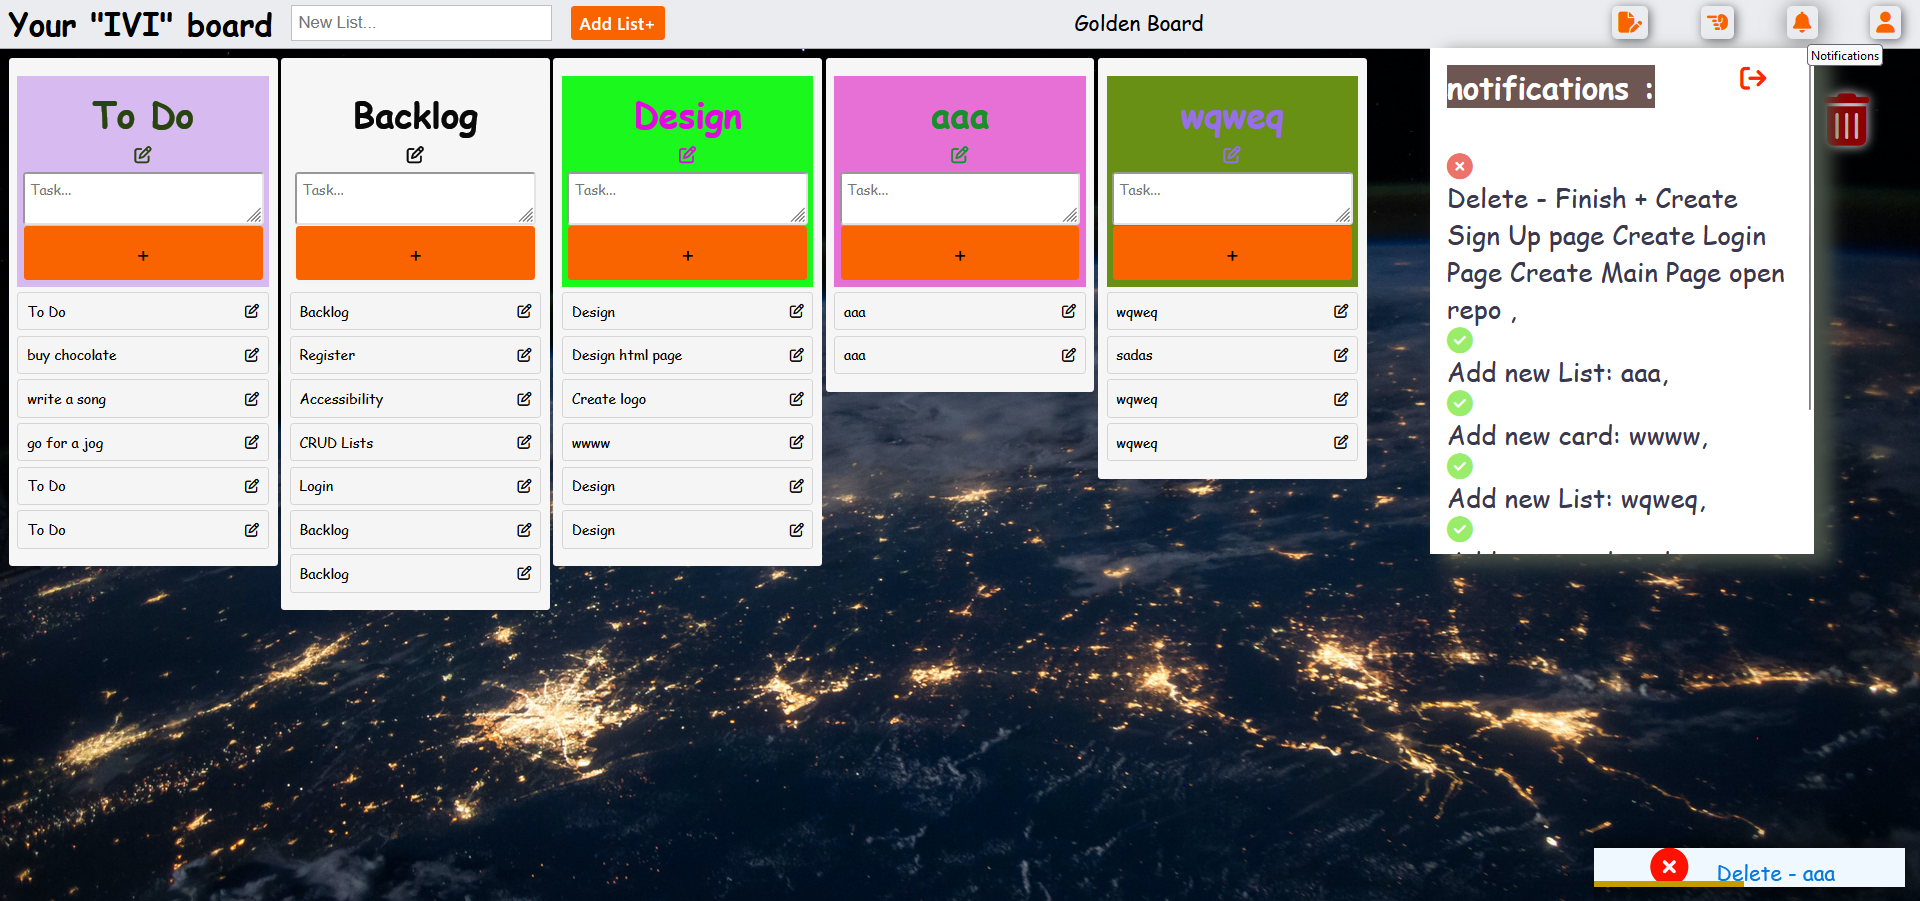 Your "IVI" board
New List...
Add List+
Golden Board
Notifications
To Do
Task...
+
To Do
buy chocolate
write a song
go for a jog
To Do
To Do
Backlog
Task...
+
Backlog
Register
Accessibility
CRUD Lists
Login
Backlog
Backlog
Design
Task...
+
Design
Design html page
Create logo
wwww
Design
Design
aaa
Task...
+
aaa
aaa
wqweq
Task...
+
wqweq
sadas
wqweq
wqweq
notifications :
Delete - Finish + Create
Sign Up page Create Login
Page Create Main Page open
repo ,
Add new List: aaa,
Add new card: wwww,
Add new List: wqweq,
Delete - aaa